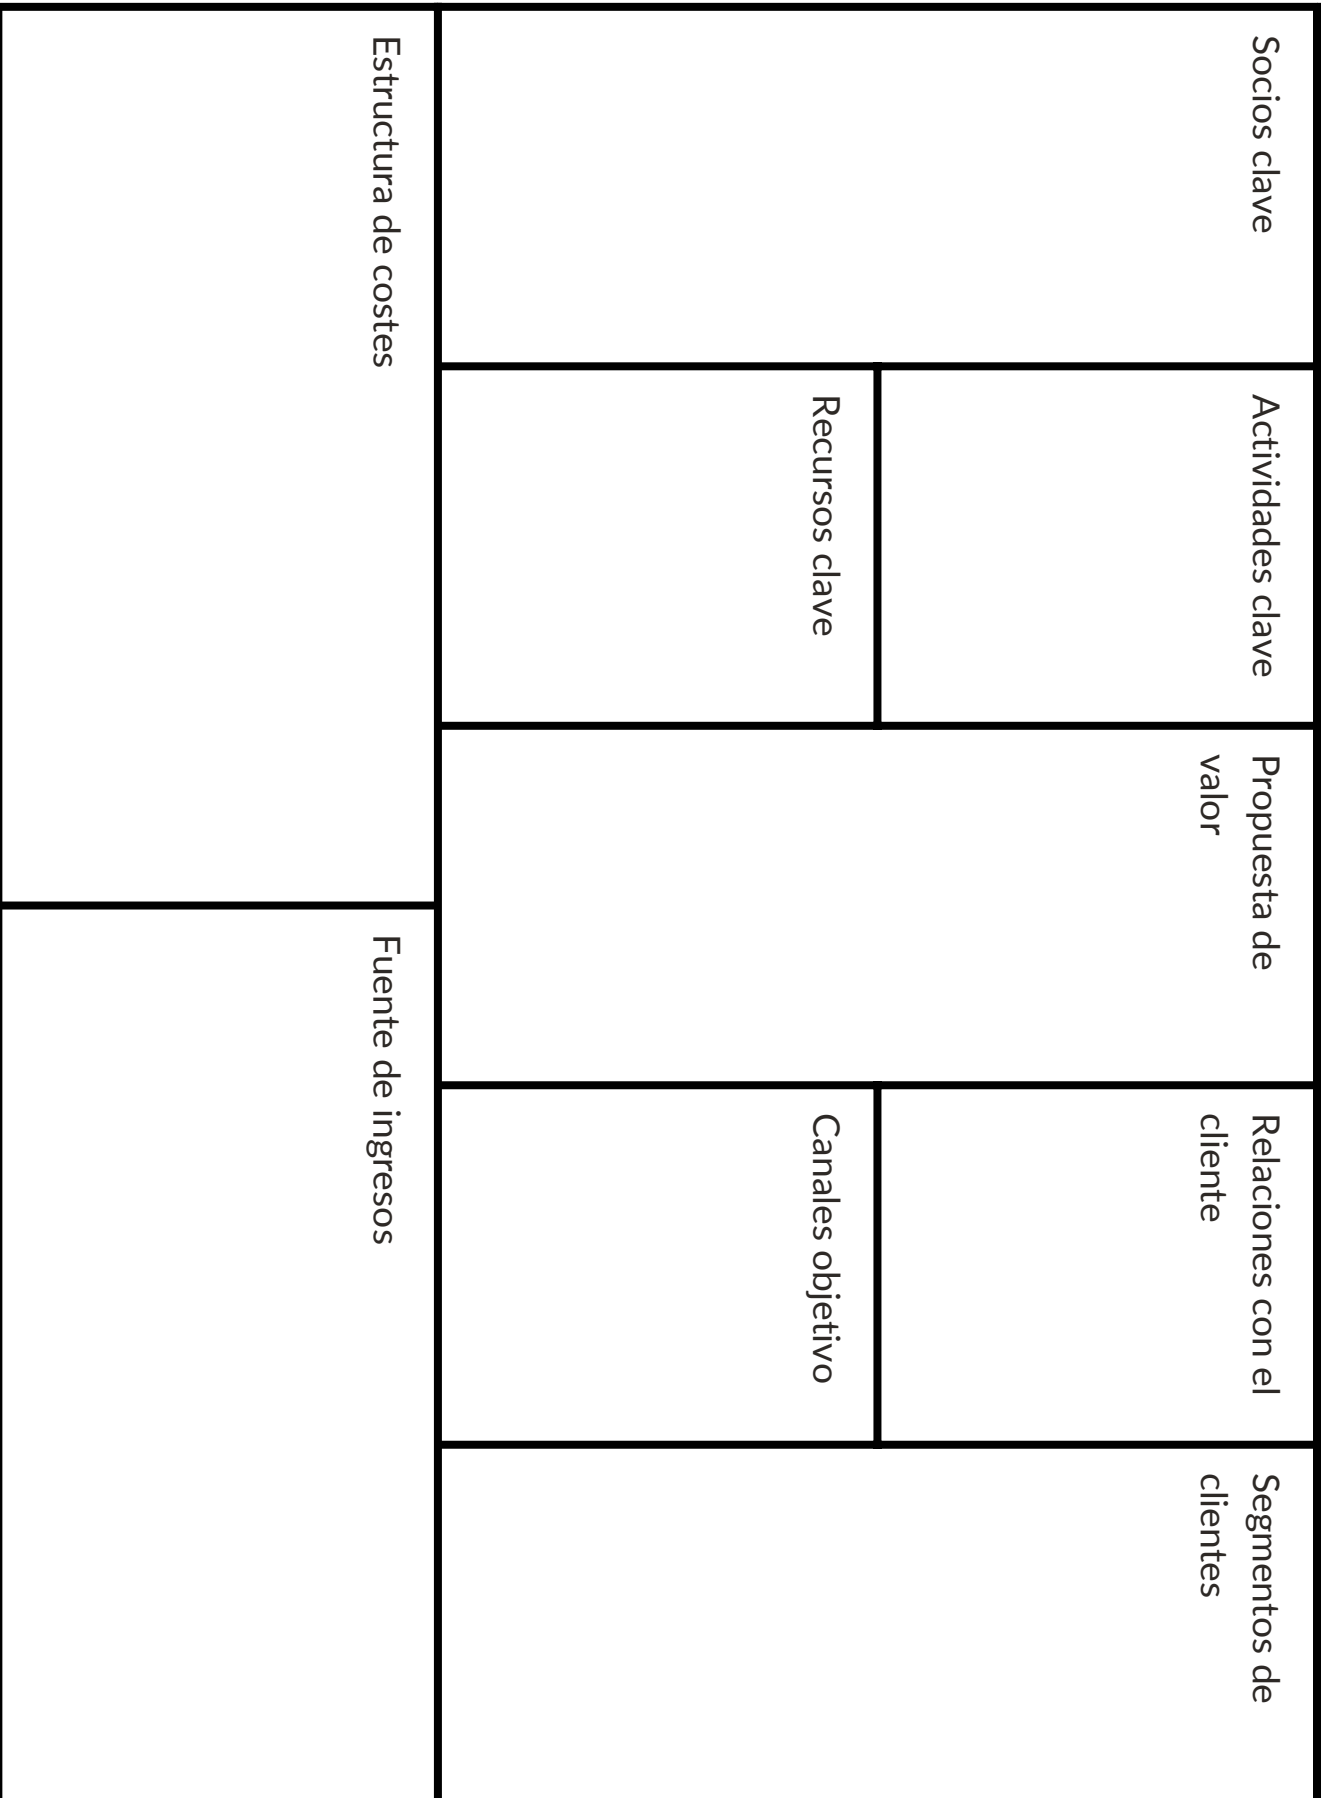 Socios clave
Actividades clave
Recursos clave
Propuesta de
valor
Relaciones con el
cliente
Canales objetivo
Segmentos de
clientes
Estructura de costes
Fuente de ingresos